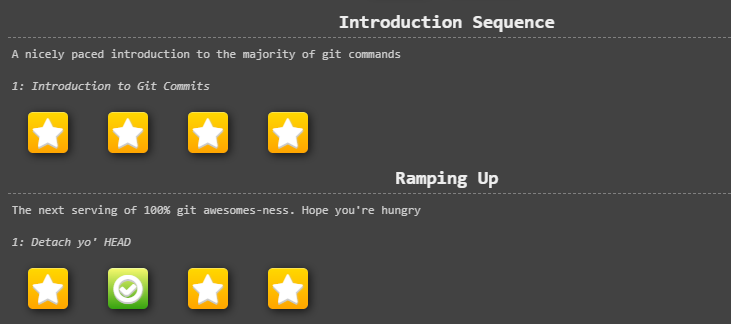 Introduction Sequence
A nicely paced introduction to the majority of git commands
1: Introduction to Git Commits
Ramping Up
The next serving of 100% git awesomes-ness. Hope you're hungry
1: Detach yo' HEAD